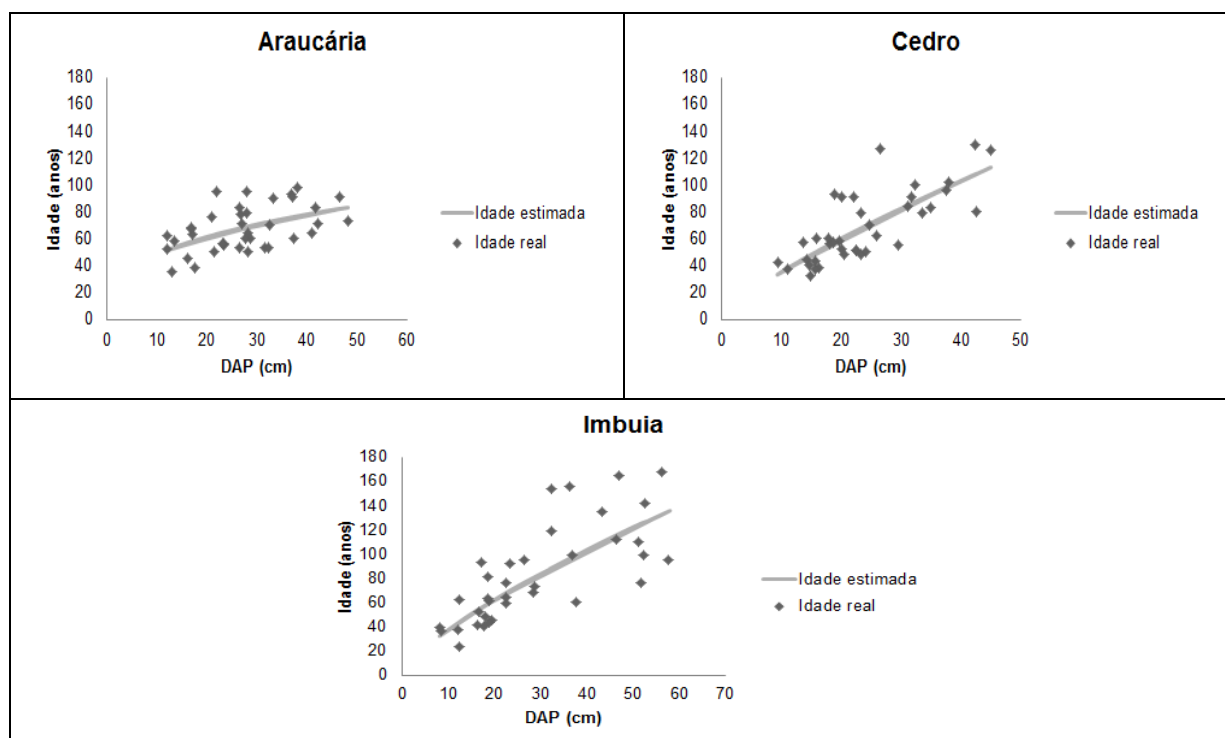 Araucária
180
160
140
120
100
80
60
40
20
0
Idade (anos)
0 10 20 30 40 50 60
DAP (cm)
Idade estimada
Idade real
Cedro
180
160
140
120
100
80
60
40
20
0
Idade (anos)
0 10 20 30 40 50
DAP (cm)
Idade estimada
Idade real
Imbuia
180
160
140
120
100
80
60
40
20
0
Idade (anos)
0 10 20 30 40 50 60 70
DAP (cm)
Idade estimada
Idade real